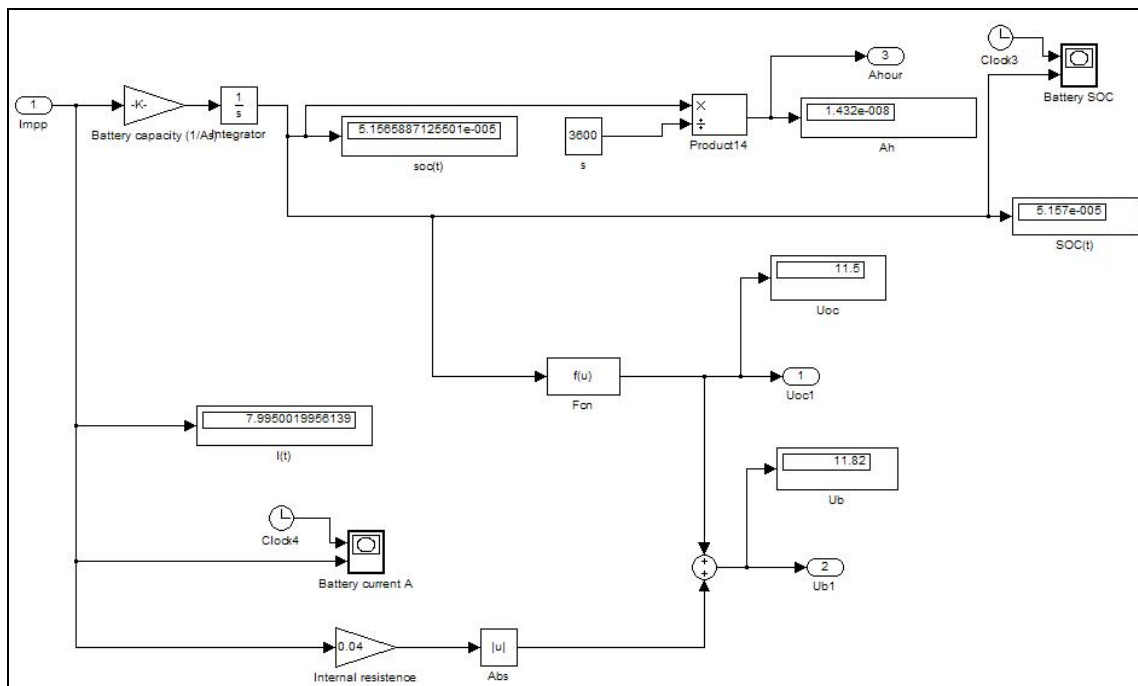 3
Ahour
Clock3
Battery SOC
1
Impp
-K-
Battery capacity (1/As)
1
s
Integrator
5.1565887125501e-005
soc(t)
3600
s
×
÷
Product14
1.432e-008
Ah
5.157e-005
SOC(t)
11.5
Uoc
f(u)
Fcn
1
Uoc1
7.9950019956139
I(t)
11.82
Ub
Clock4
Battery current A
+
+
2
Ub1
0.04
Internal resistence
|u|
Abs